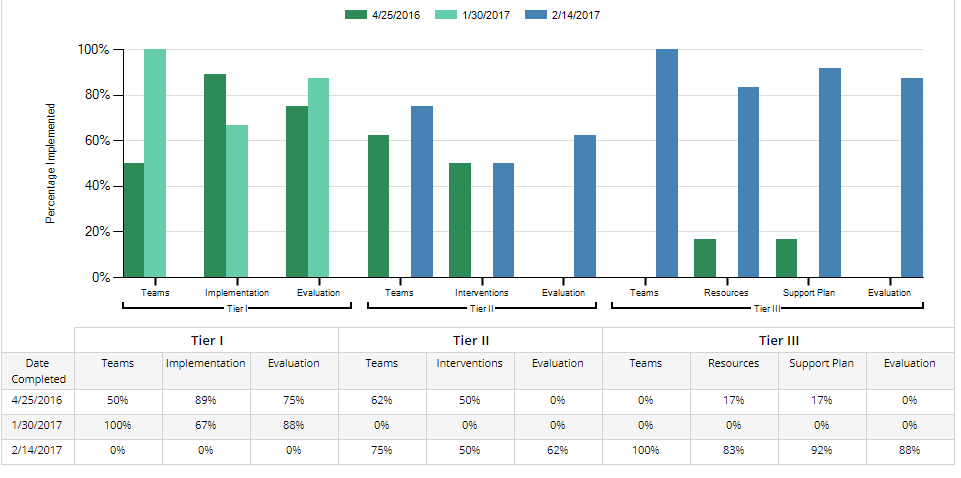 4/25/2016 1/30/2017 2/14/2017
Percentage Implemented
100%
80%
60%
40%
20%
0%
Teams Implementation Evaluation Teams Interventions Evaluation Teams Resources Support Plan Evaluation
Tier I Tier II Tier III
Tier I Tier II Tier III
Date Completed Teams Implementation Evaluation Teams Interventions Evaluation Teams Resources Support Plan Evaluation
4/25/2016 50% 89% 75% 62% 50% 0% 0% 17% 17% 0%
1/30/2017 100% 67% 88% 0% 0% 0% 0% 0% 0% 0%
2/14/2017 0% 0% 0% 75% 50% 62% 100% 83% 92% 88%